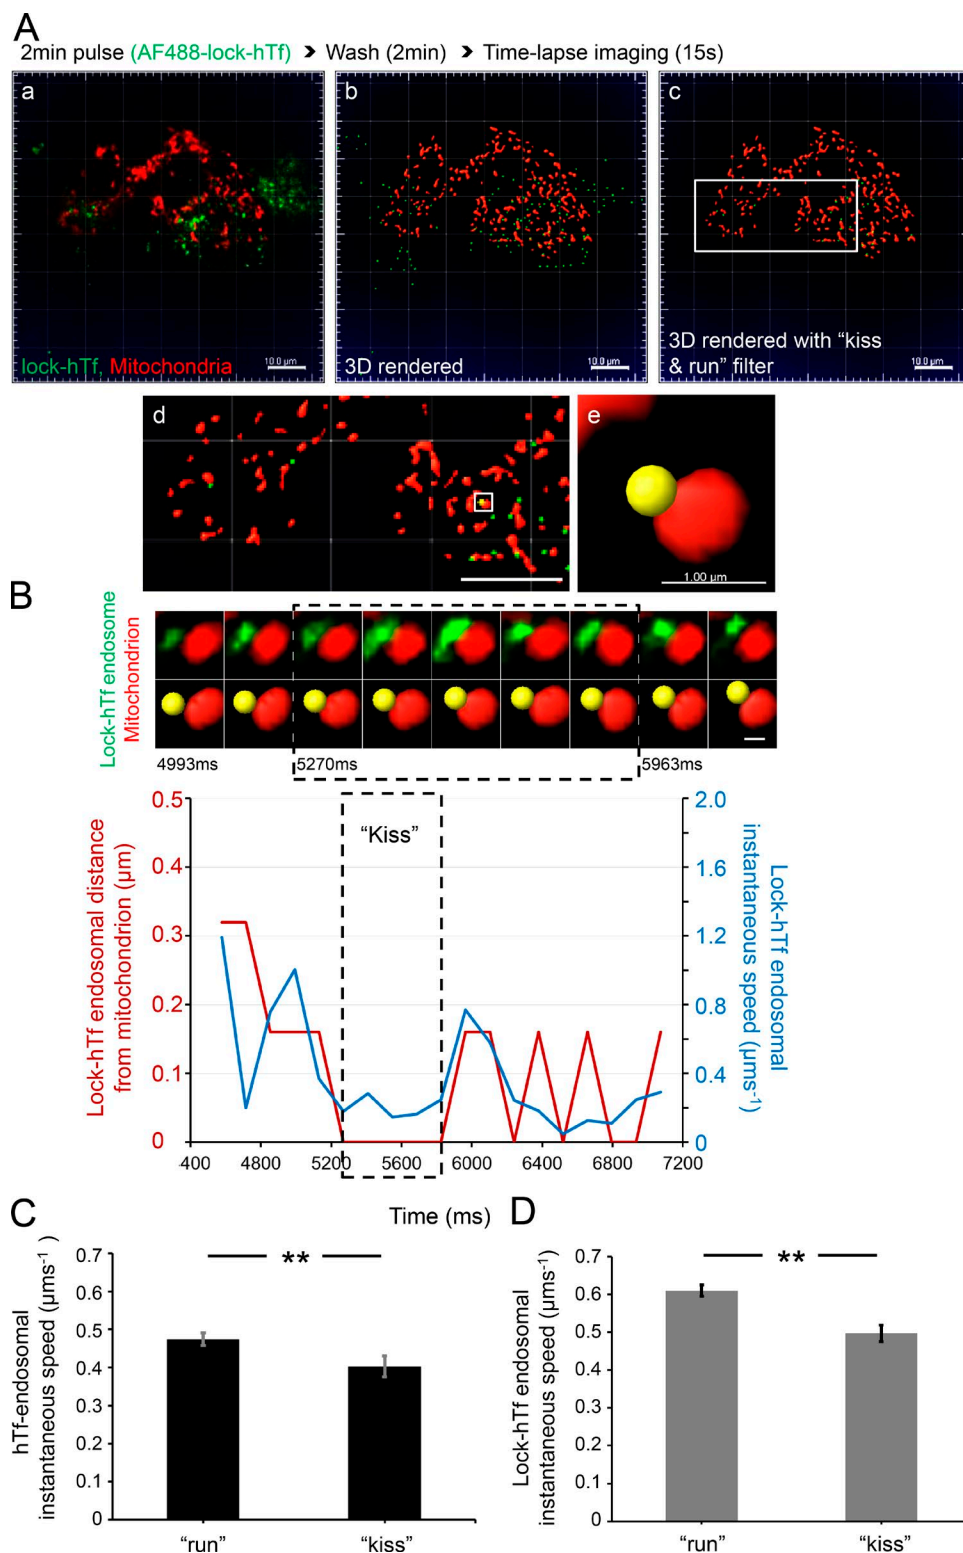 A
2min pulse (AF488-lock-hTf) > Wash (2min) > Time-lapse imaging (15s)
a
b
c
lock-hTf, Mitochondria
10.0 µm
3D rendered
10.0 µm
3D rendered with “kiss
& run” filter
10.0 µm
d
e
1.00 µm
B
Lock-hTf endosome
Mitochondrion
4993ms
5270ms
5963ms
Lock-hTf endosomal distance
from mitochondrion (µm)
0.5
0.4
0.3
0.2
0.1
0
“Kiss”
2.0
1.6
1.2
0.8
0.4
0
Lock-hTf endosomal
instantaneous speed (µms-1)
400 4800 5200 5600 6000 6400 6800 7200
Time (ms)
C
hTf-endosomal
instantaneous speed (µms-1)
0.7
0.6
0.5
0.4
0.3
0.2
0.1
0
**
“run” “kiss”
D
Lock-hTf endosomal
instantaneous speed (µms-1)
0.7
0.6
0.5
0.4
0.3
0.2
0.1
0
**
“run” “kiss”